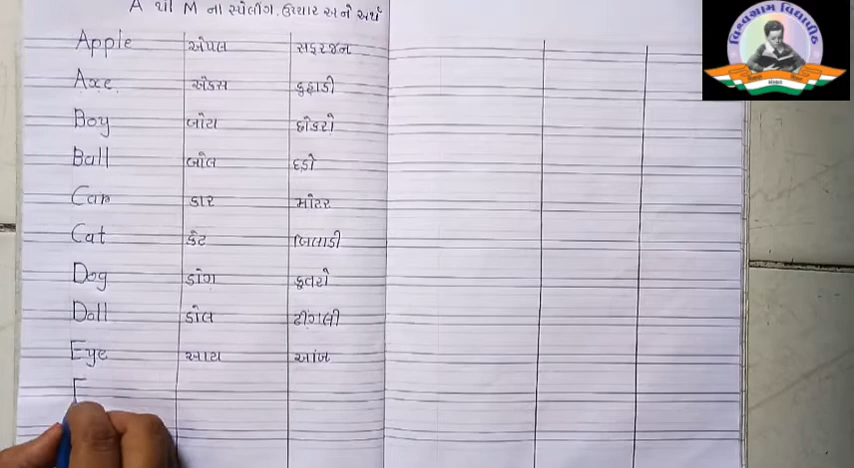 A થી M ના સ્પેલીંગ, ઉચ્ચાર અને અર્થ
Apple એપલ સફરજન
Axe એક્સ કુહાડી
Boy બોય છોકરો
Ball બોલ દડો
Car કાર મોટર
Cat કેટ બિલાડી
Dog ડોગ કુતરો
Doll ડોલ ઢીંગલી
Eye આય આંખ
વિશ્વગ્રામ વિદ્યાપીઠ